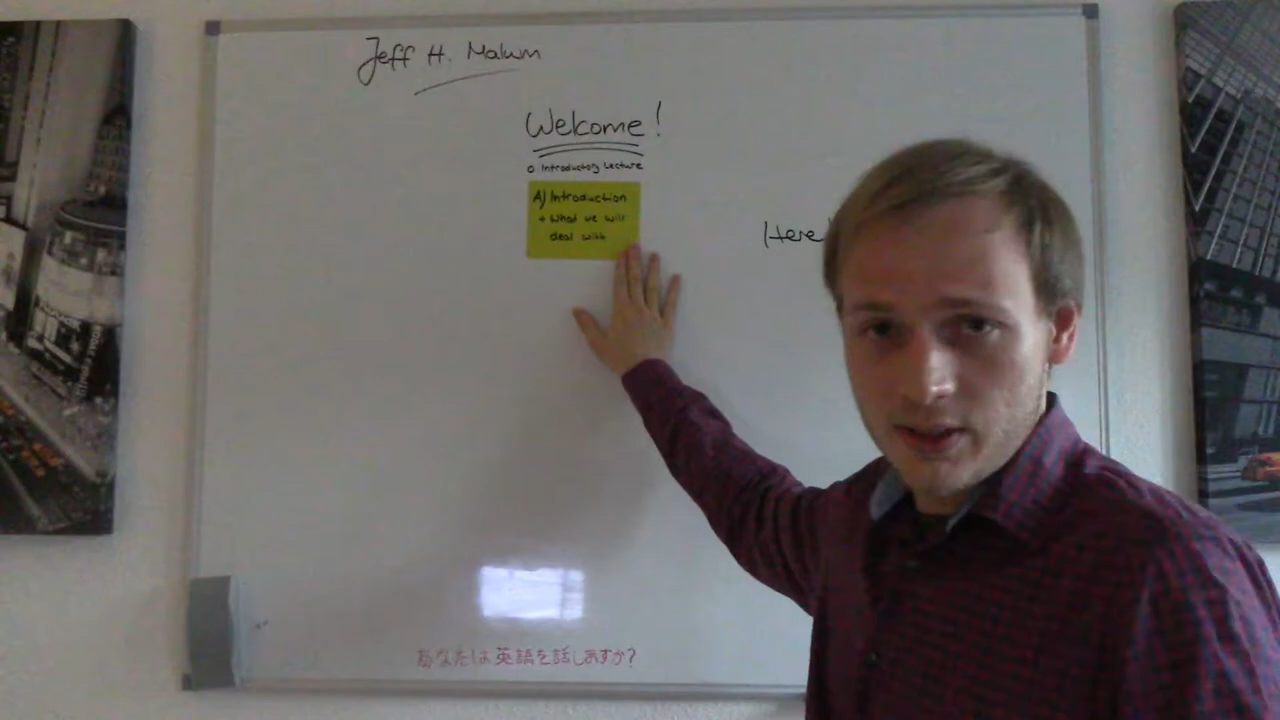 Jeff H. Malum
Welcome!
o Introductory Lecture
A) Introduction
+ What we will
deal with
Here
あなたは英語を話しますか?